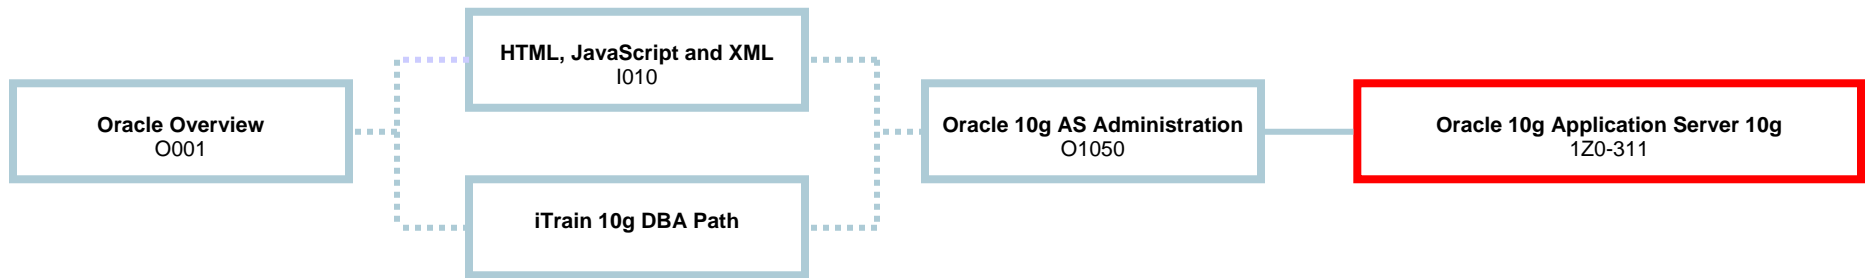 Oracle Overview
O001
HTML, JavaScript and XML
I010
iTrain 10g DBA Path
Oracle 10g AS Administration
O1050
Oracle 10g Application Server 10g
1Z0-311